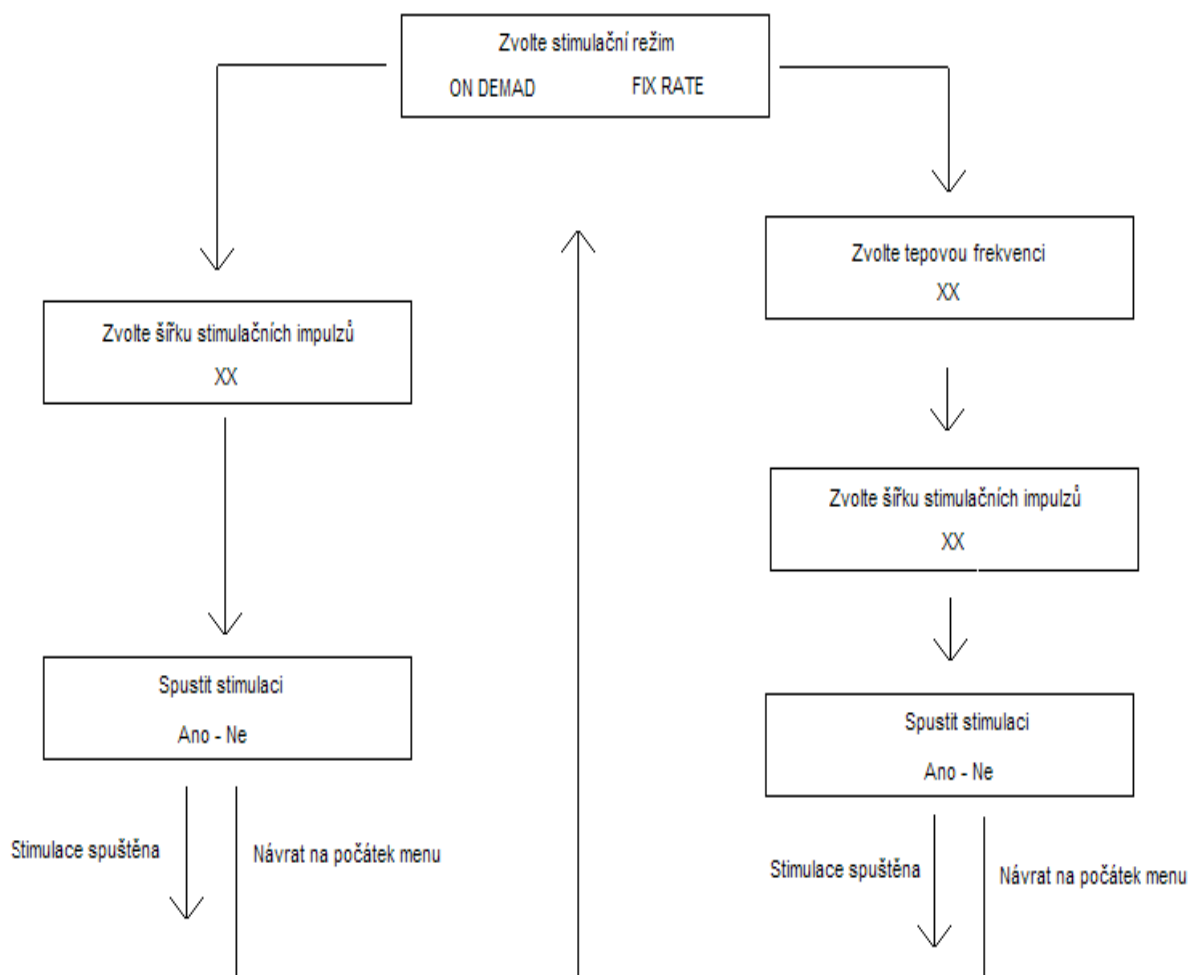 Zvolte stimulační režim
ON DEMAD FIX RATE
Zvolte šířku stimulačních impulzů
XX
Spustit stimulaci
Ano - Ne
Stimulace spuštěna
Návrat na počátek menu
Zvolte tepovou frekvenci
XX
Zvolte šířku stimulačních impulzů
XX
Spustit stimulaci
Ano - Ne
Stimulace spuštěna
Návrat na počátek menu